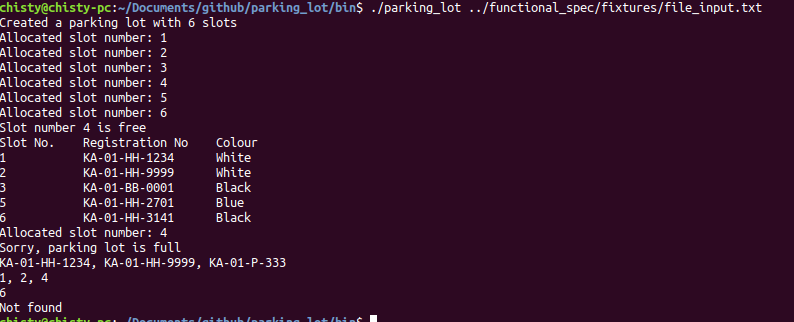 chisty@chisty-pc:~/Documents/github/parking_lot/bin$ ./parking_lot ../functional_spec/fixtures/file_input.txt
Created a parking lot with 6 slots
Allocated slot number: 1
Allocated slot number: 2
Allocated slot number: 3
Allocated slot number: 4
Allocated slot number: 5
Allocated slot number: 6
Slot number 4 is free
Slot No.    Registration No    Colour
1           KA-01-HH-1234      White
2           KA-01-HH-9999      White
3           KA-01-BB-0001      Black
5           KA-01-HH-2701      Blue
6           KA-01-HH-3141      Black
Allocated slot number: 4
Sorry, parking lot is full
KA-01-HH-1234, KA-01-HH-9999, KA-01-P-333
1, 2, 4
6
Not found
chisty@chisty-pc:~/Documents/github/parking_lot/bin$